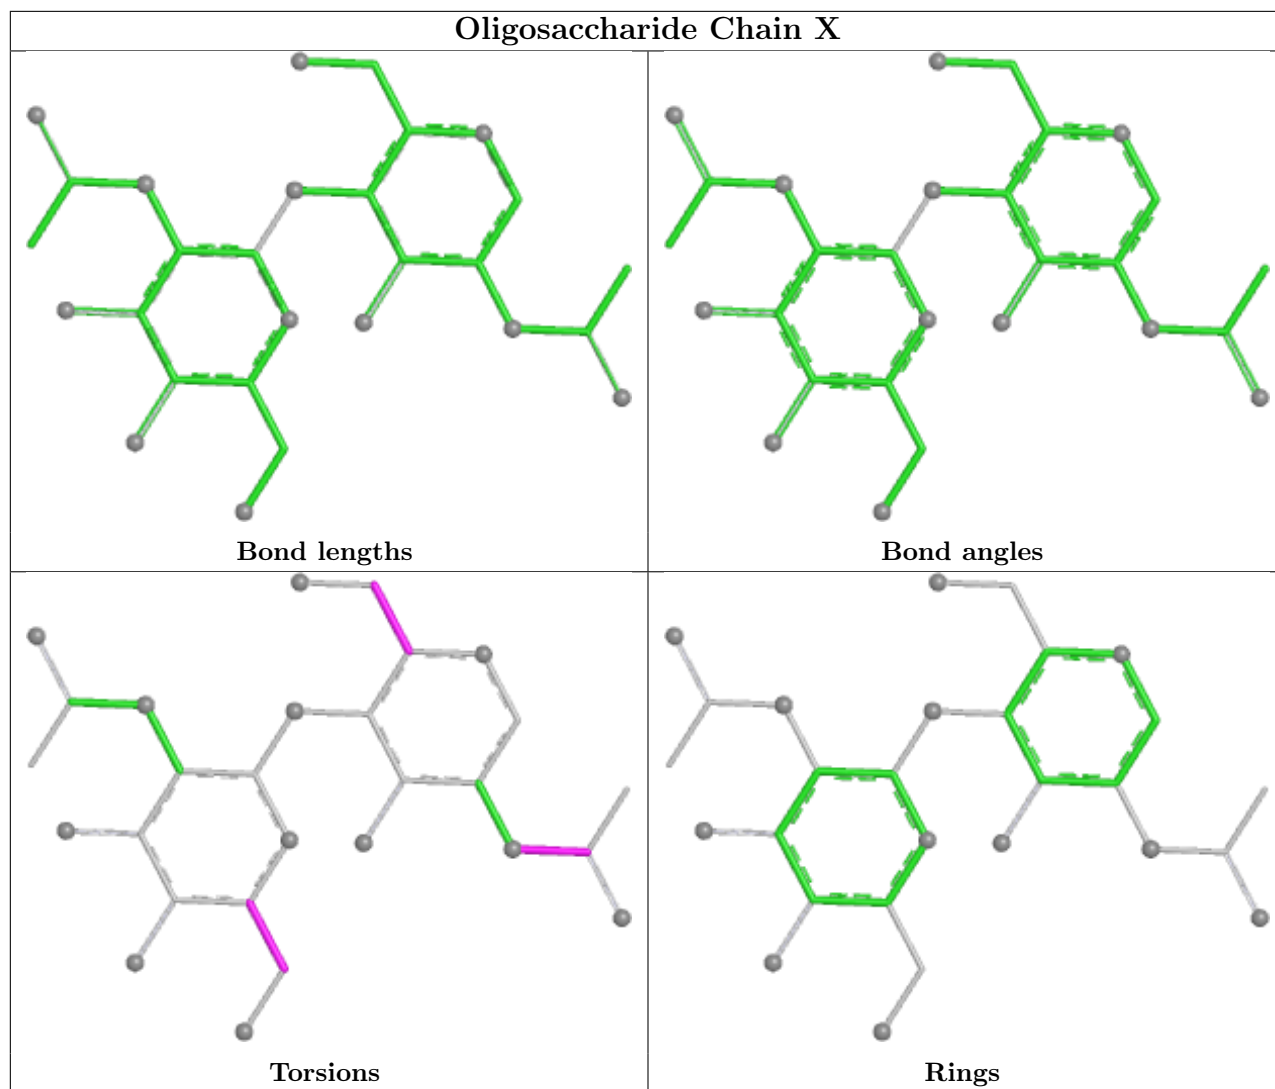 Oligosaccharide Chain X
Bond lengths
Bond angles
Torsions
Rings